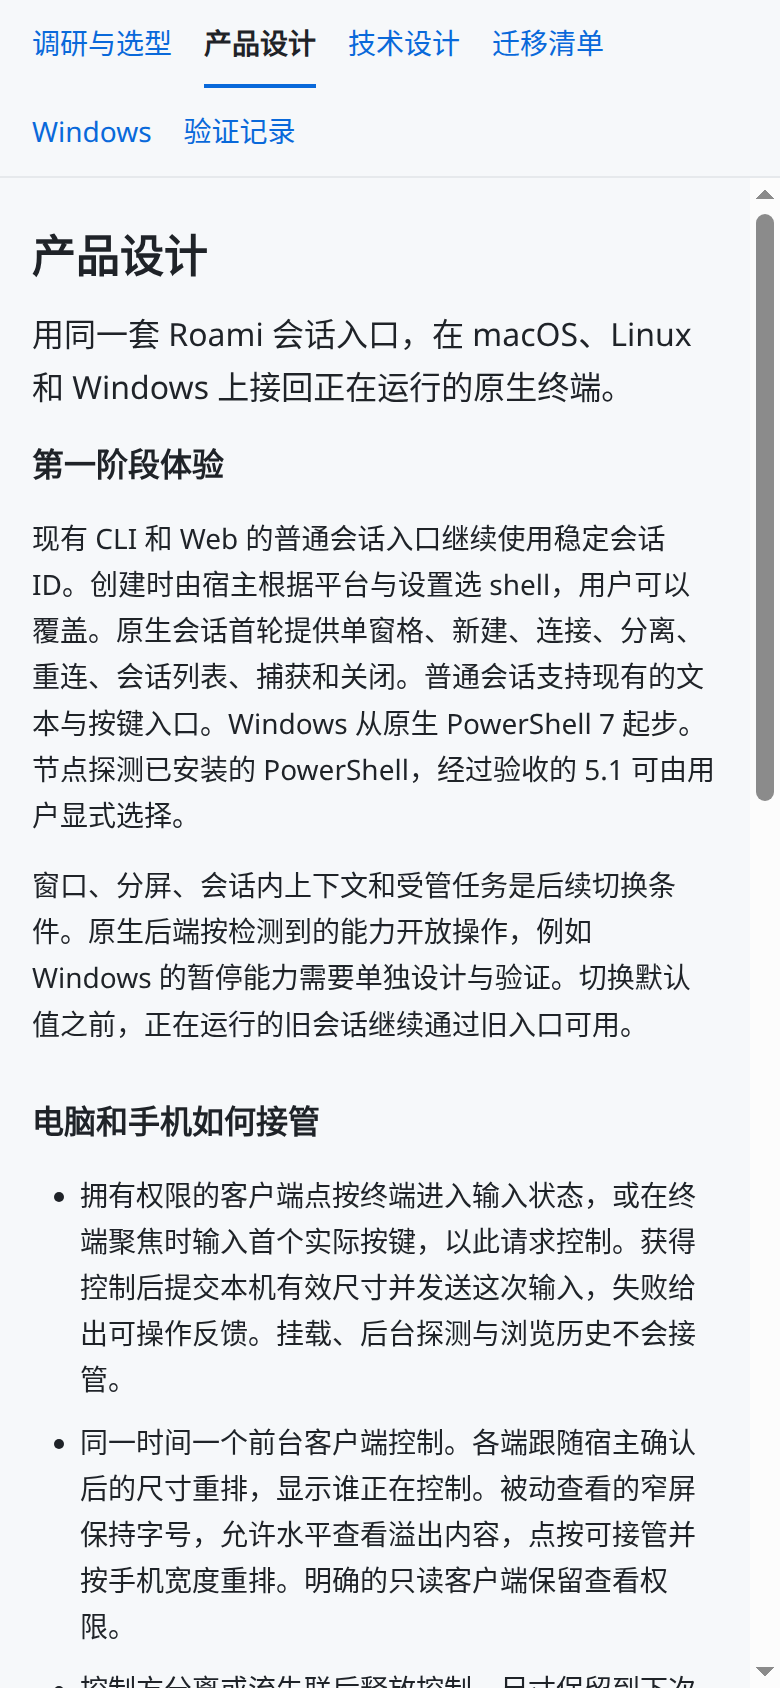 调研与选型 产品设计 技术设计 迁移清单
Windows 验证记录
产品设计
用同一套 Roami 会话入口，在 macOS、Linux
和 Windows 上接回正在运行的原生终端。
第一阶段体验
现有 CLI 和 Web 的普通会话入口继续使用稳定会话
ID。创建时由宿主根据平台与设置选 shell，用户可以
覆盖。原生会话首轮提供单窗格、新建、连接、分离、
重连、会话列表、捕获和关闭。普通会话支持现有的文
本与按键入口。Windows 从原生 PowerShell 7 起步。
节点探测已安装的 PowerShell，经过验收的 5.1 可由用
户显式选择。
窗口、分屏、会话内上下文和受管任务是后续切换条
件。原生后端按检测到的能力开放操作，例如
Windows 的暂停能力需要单独设计与验证。切换默认
值之前，正在运行的旧会话继续通过旧入口可用。
电脑和手机如何接管
• 拥有权限的客户端点按终端进入输入状态，或在终
端聚焦时输入首个实际按键，以此请求控制。获得
控制后提交本机有效尺寸并发送这次输入，失败给
出可操作反馈。挂载、后台探测与浏览历史不会接
管。
• 同一时间一个前台客户端控制。各端跟随宿主确认
后的尺寸重排，显示谁正在控制。被动查看的窄屏
保持字号，允许水平查看溢出内容，点按可接管并
按手机宽度重排。明确的只读客户端保留查看权
限。
• 控制方分离或流失联后释放控制，尺寸保留到下次